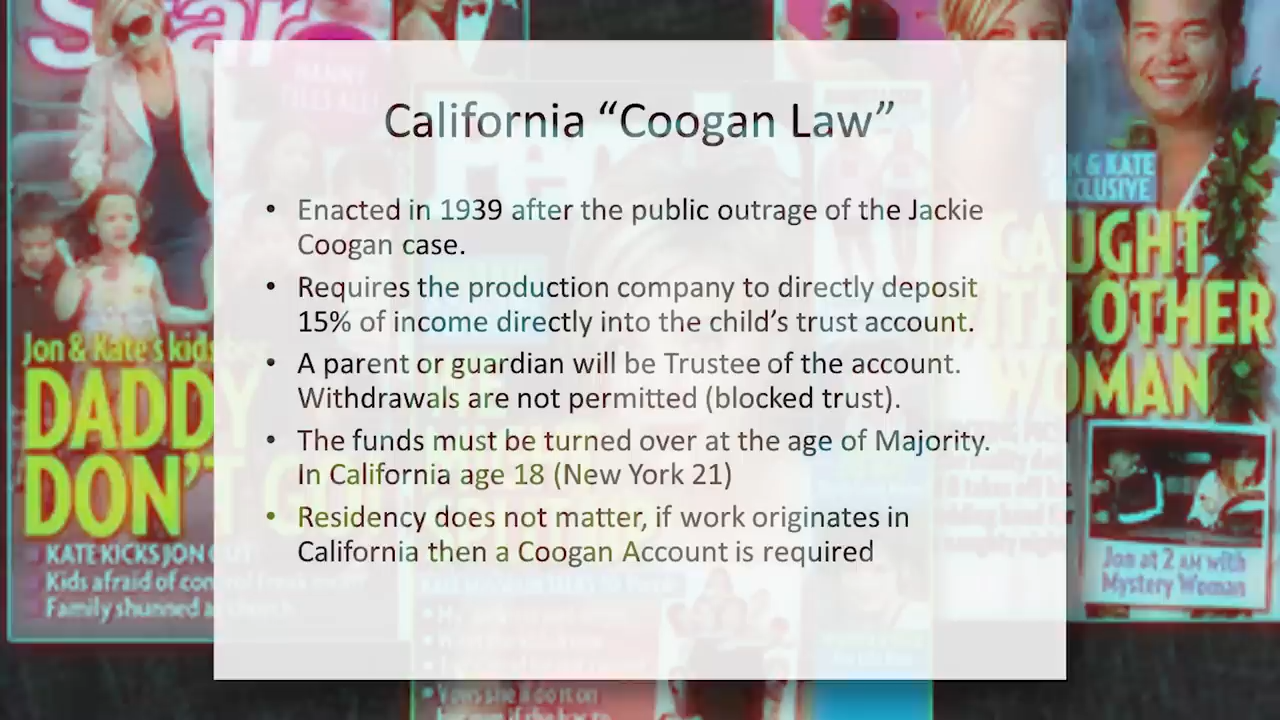 Star
California “Coogan Law”
• Enacted in 1939 after the public outrage of the Jackie
Coogan case.
• Requires the production company to directly deposit
15% of income directly into the child’s trust account.
• A parent or guardian will be Trustee of the account.
Withdrawals are not permitted (blocked trust).
• The funds must be turned over at the age of Majority.
In California age 18 (New York 21)
• Residency does not matter, if work originates in
California then a Coogan Account is required
Jon & Kate's kids
DADDY
DON'T GO
KATE KICKS JON OUT
Kids afraid of control freak
Family shunned
& KATE
EXCLUSIVE
CAUGHT
WITH OTHER
WOMAN
Jon at 2 AM with
Mystery Woman